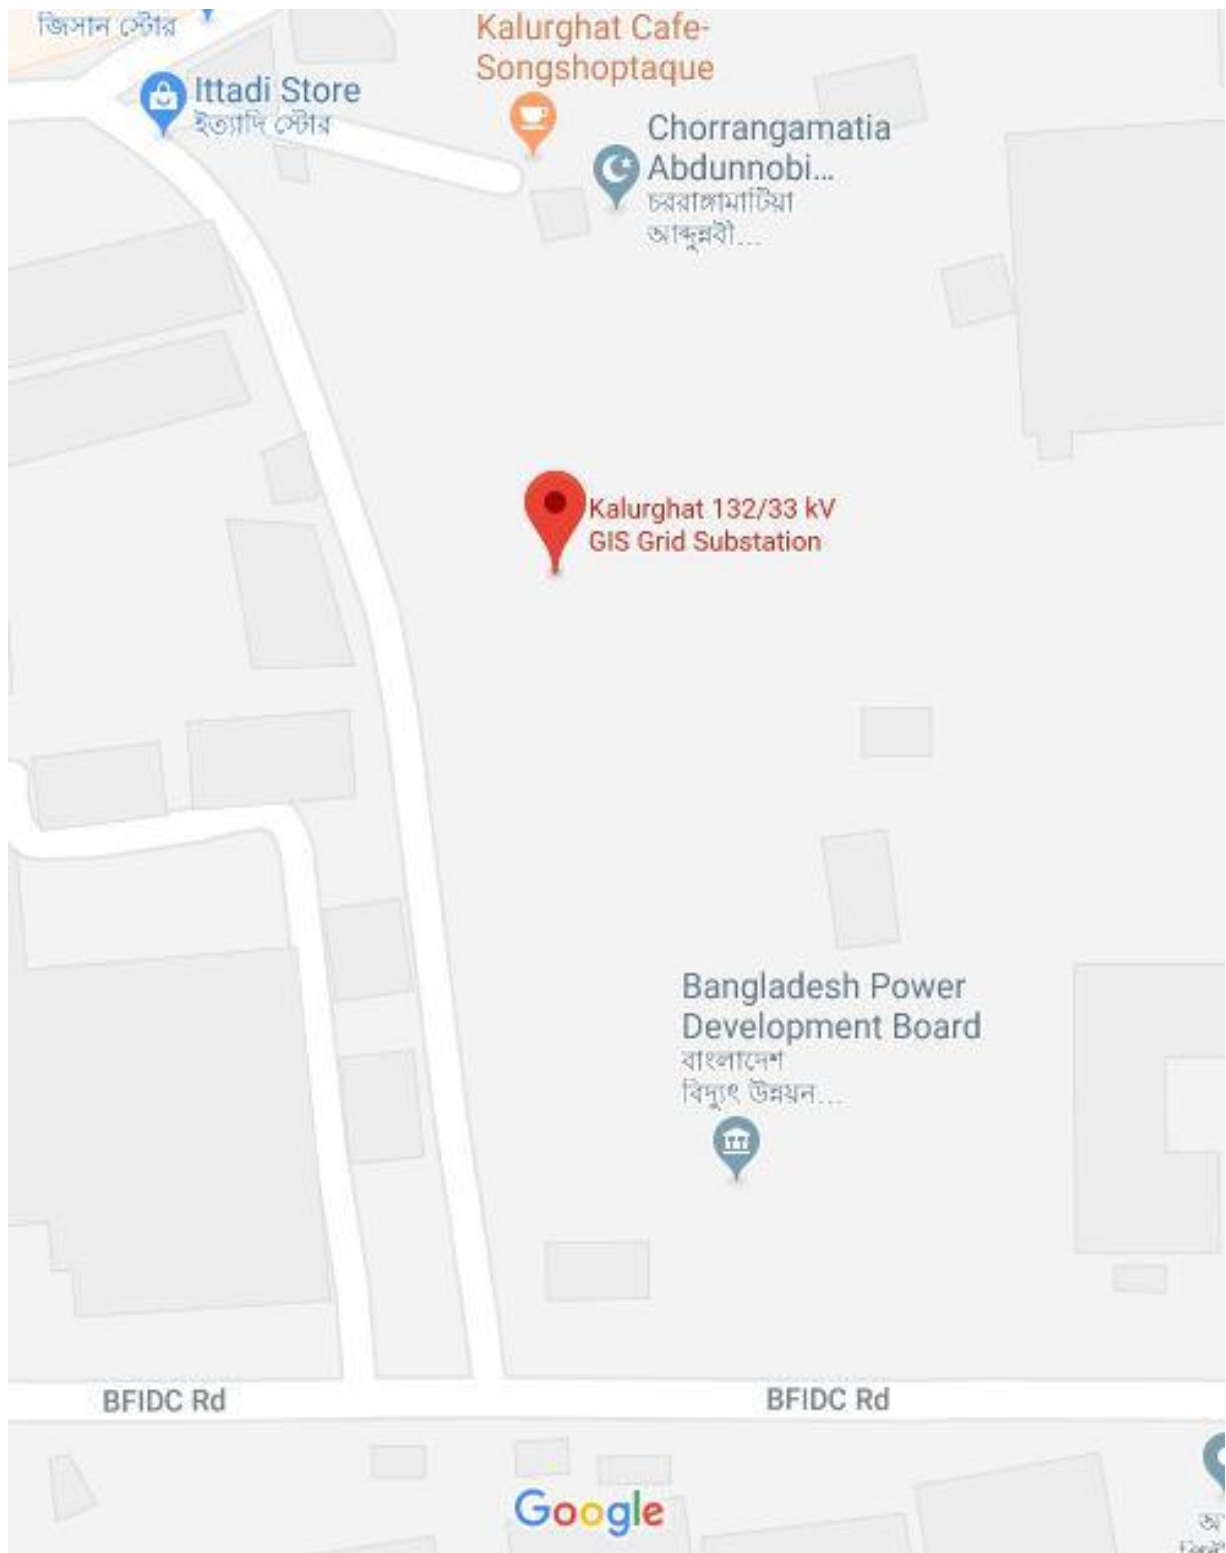 জিসান স্টোর
Kalurghat Cafe-
Songshoptaque
Ittadi Store
ইত্যাদি স্টোর
Chorrangamatia
Abdunnobi...
চররাঙ্গামাটিয়া
আব্দুন্নবী...
Kalurghat 132/33 kV
GIS Grid Substation
Bangladesh Power
Development Board
বাংলাদেশ
বিদ্যুৎ উন্নয়ন...
BFIDC Rd
BFIDC Rd
Google